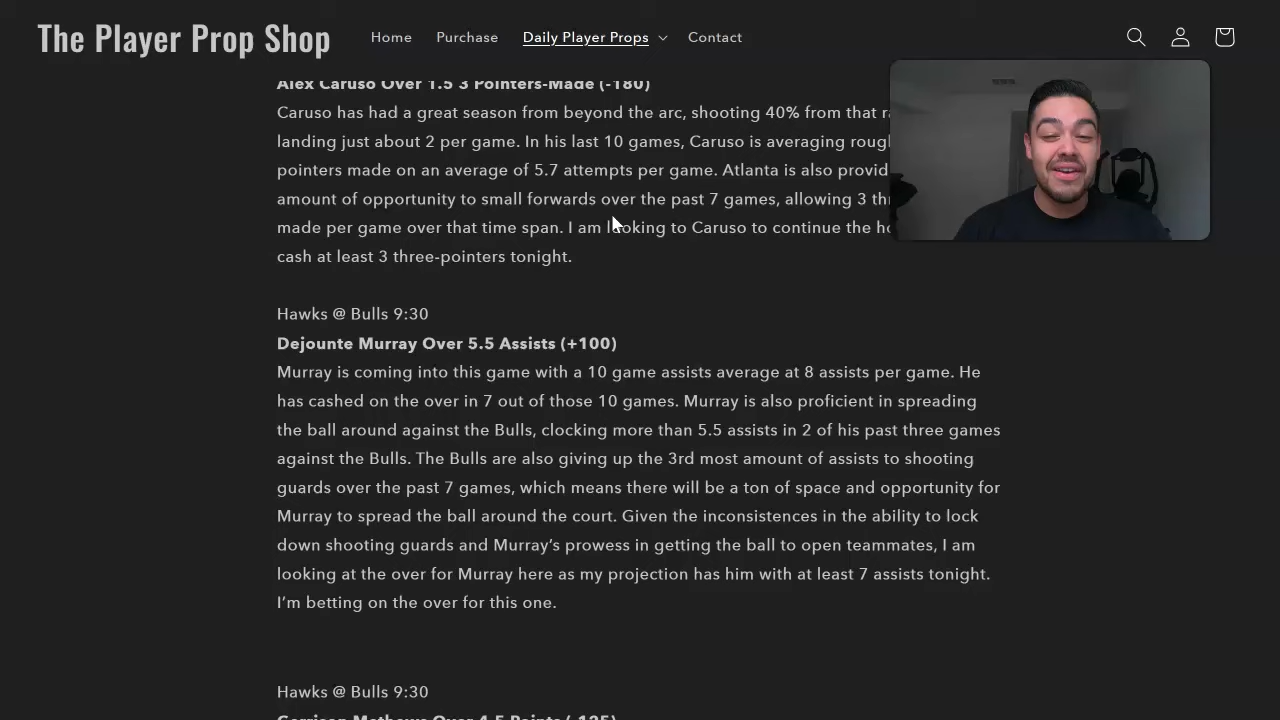 The Player Prop Shop
Home
Purchase
Daily Player Props
Contact
Alex Caruso Over 1.5 3 Pointers-Made (-180)
Caruso has had a great season from beyond the arc, shooting 40% from that
landing just about 2 per game. In his last 10 games, Caruso is averaging
pointers made on an average of 5.7 attempts per game. Atlanta is also
amount of opportunity to small forwards over the past 7 games, allowing 3
made per game over that time span. I am looking to Caruso to continue the
cash at least 3 three-pointers tonight.
Hawks @ Bulls 9:30
Dejounte Murray Over 5.5 Assists (+100)
Murray is coming into this game with a 10 game assists average at 8 assists per game. He
has cashed on the over in 7 out of those 10 games. Murray is also proficient in spreading
the ball around against the Bulls, clocking more than 5.5 assists in 2 of his past three games
against the Bulls. The Bulls are also giving up the 3rd most amount of assists to shooting
guards over the past 7 games, which means there will be a ton of space and opportunity for
Murray to spread the ball around the court. Given the inconsistences in the ability to lock
down shooting guards and Murray's prowess in getting the ball to open teammates, I am
looking at the over for Murray here as my projection has him with at least 7 assists tonight.
I'm betting on the over for this one.
Hawks @ Bulls 9:30
Garrison Mathews Over 4.5 Points (-125)